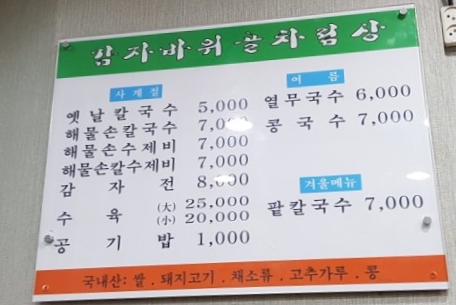 감자바위골차림상
사계절
옛날칼국수 5,000
해물손칼국수 7,000
해물손수제비 7,000
해물손칼수제비 7,000
감자전 8,000
수육 (大) 25,000
(小) 20,000
공기밥 1,000
여름
열무국수 6,000
콩국수 7,000
겨울메뉴
팥칼국수 7,000
국내산: 쌀 . 돼지고기 . 채소류 . 고추가루 . 콩